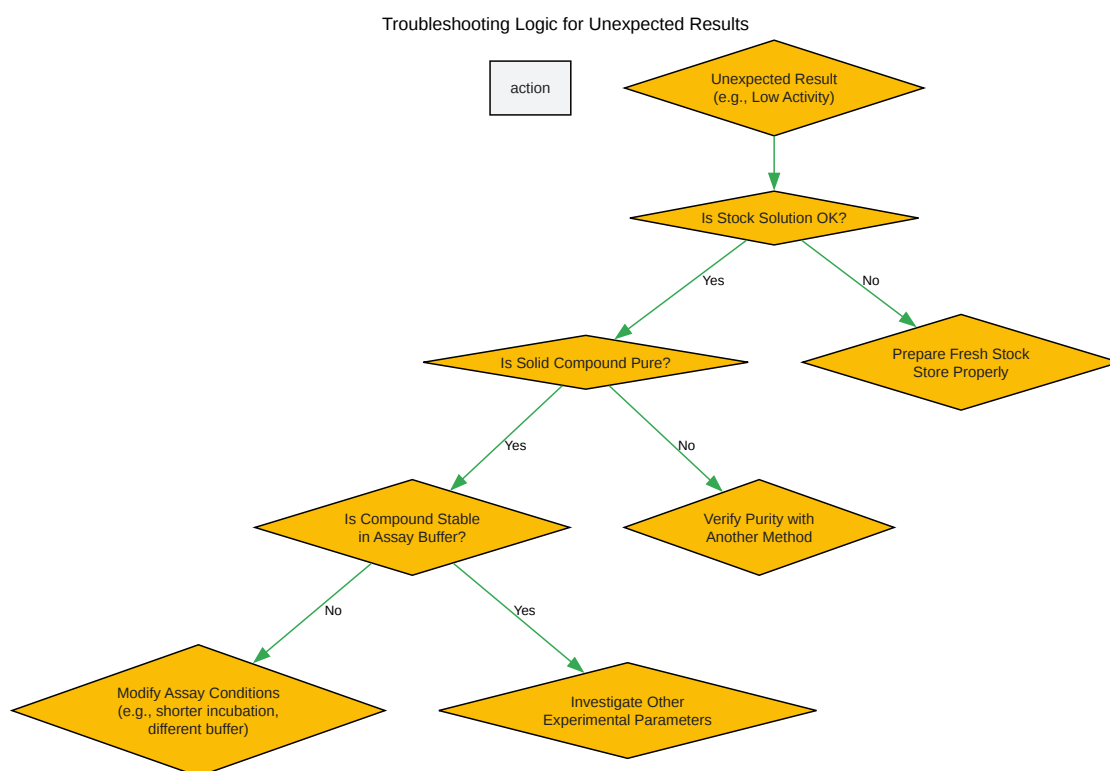 Troubleshooting Logic for Unexpected Results
action
Unexpected Result
(e.g., Low Activity)
Is Stock Solution OK?
Yes
No
Is Solid Compound Pure?
Prepare Fresh Stock
Store Properly
Yes
No
Is Compound Stable
in Assay Buffer?
Verify Purity with
Another Method
No
Yes
Modify Assay Conditions
(e.g., shorter incubation,
different buffer)
Investigate Other
Experimental Parameters